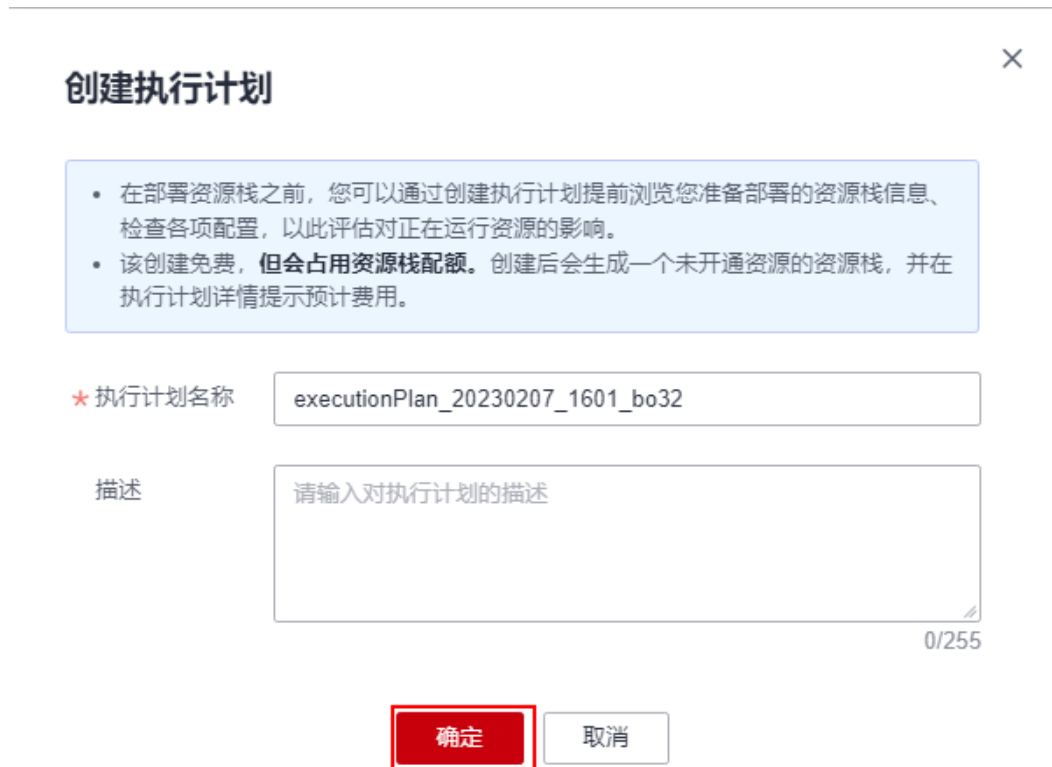 创建执行计划
在部署资源栈之前，您可以通过创建执行计划提前浏览您准备部署的资源栈信息、
检查各项配置，以此评估对正在运行资源的影响。
该创建免费，但会占用资源栈配额。创建后会生成一个未开通资源的资源栈，并在
执行计划详情提示预计费用。
* 执行计划名称 executionPlan_20230207_1601_bo32
描述 请输入对执行计划的描述
0/255
确定 取消